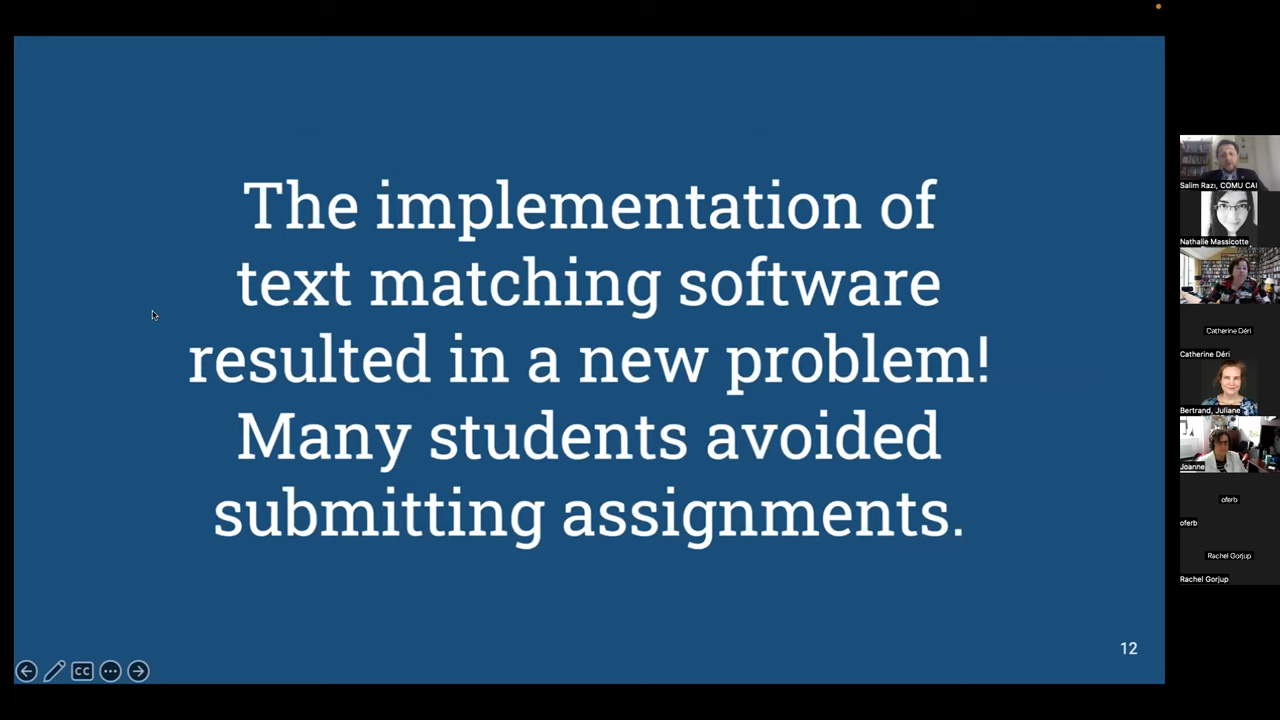 The implementation of
text matching software
resulted in a new problem!
Many students avoided
submitting assignments.
12
CC
Salim Razı, COMU CAI
Nathalie Massicotte
Catherine Déri
Catherine Déri
Bertrand, Juliane
Joanne
oferb
oferb
Rachel Gorjup
Rachel Gorjup